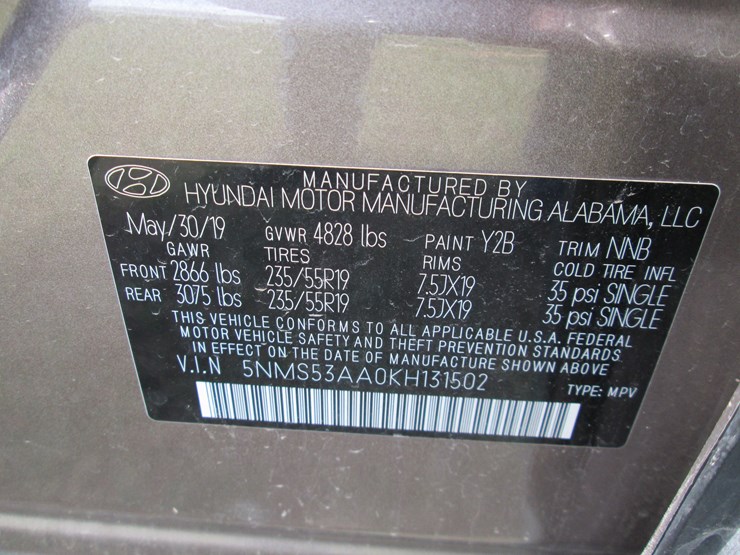 MANUFACTURED BY
HYUNDAI MOTOR MANUFACTURING ALABAMA, LLC
May/30/19 GVWR 4828 lbs PAINT Y2B TRIM NNB
GAWR TIRES RIMS COLD TIRE INFL
FRONT 2866 lbs 235/55R19 7.5JX19 35 psi SINGLE
REAR 3075 lbs 235/55R19 7.5JX19 35 psi SINGLE
THIS VEHICLE CONFORMS TO ALL APPLICABLE U.S.A. FEDERAL
MOTOR VEHICLE SAFETY AND THEFT PREVENTION STANDARDS
IN EFFECT ON THE DATE OF MANUFACTURE SHOWN ABOVE
V.I.N 5NMS53AA0KH131502 TYPE: MPV